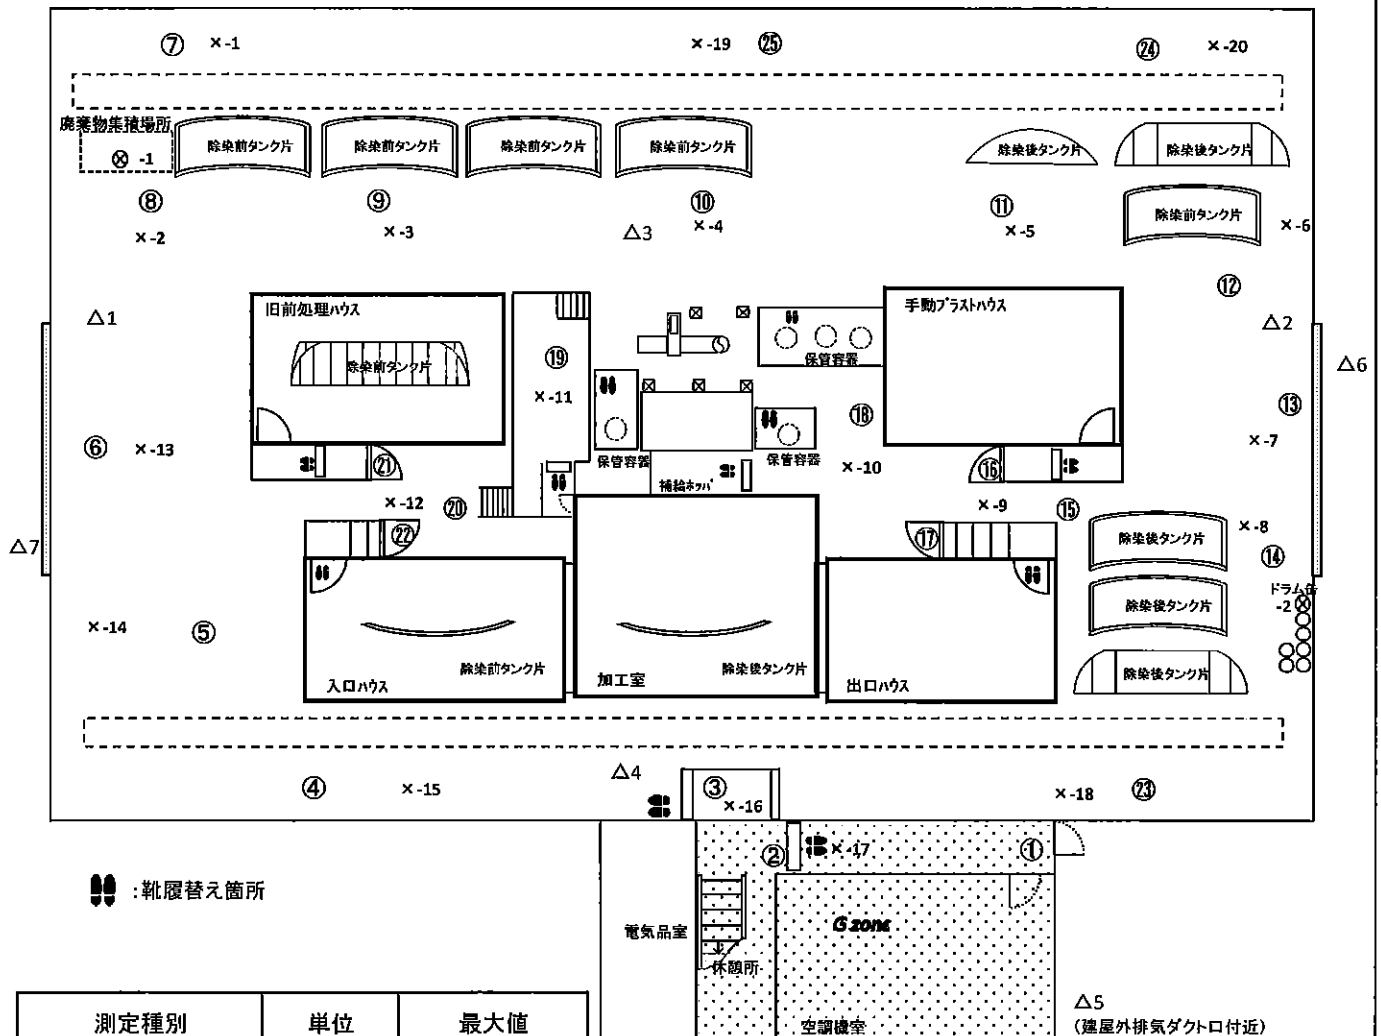 ⑦ ×-1 ×-19 ㉕ ㉔ ×-20
廃棄物集積場所
⊗ -1
除染前タンク片 除染前タンク片 除染前タンク片 除染前タンク片 除染後タンク片 除染後タンク片
⑧ ⑨ ⑩ ⑪ 除染前タンク片
×-2 ×-3 △3 ×-4 ×-5 ×-6
⑫
旧前処理ハウス 手動ブラストハウス
△1 △2
除染前タンク片 ⑲ 保管容器 △6
×-11 ⑱ ⑬
⑥ ×-13 ×-7
㉑ 保管容器 保管容器 ×-10 ⑯
補給ホッパ
×-12 ⑳ ×-9 ⑮
㉒ ⑰ 除染後タンク片 ×-8
△7 ⑭
ドラム缶
除染後タンク片 -2
×-14 ⑤
除染前タンク片 除染後タンク片 除染後タンク片
入口ハウス 加工室 出口ハウス
△4
④ ×-15 ③ ×-16 ×-18 ㉓
② ×-17 ①
:靴履替え箇所
電気品室 G zone
休憩所
△5
測定種別 単位 最大値 空調機室 (建屋外排気ダクト口付近)